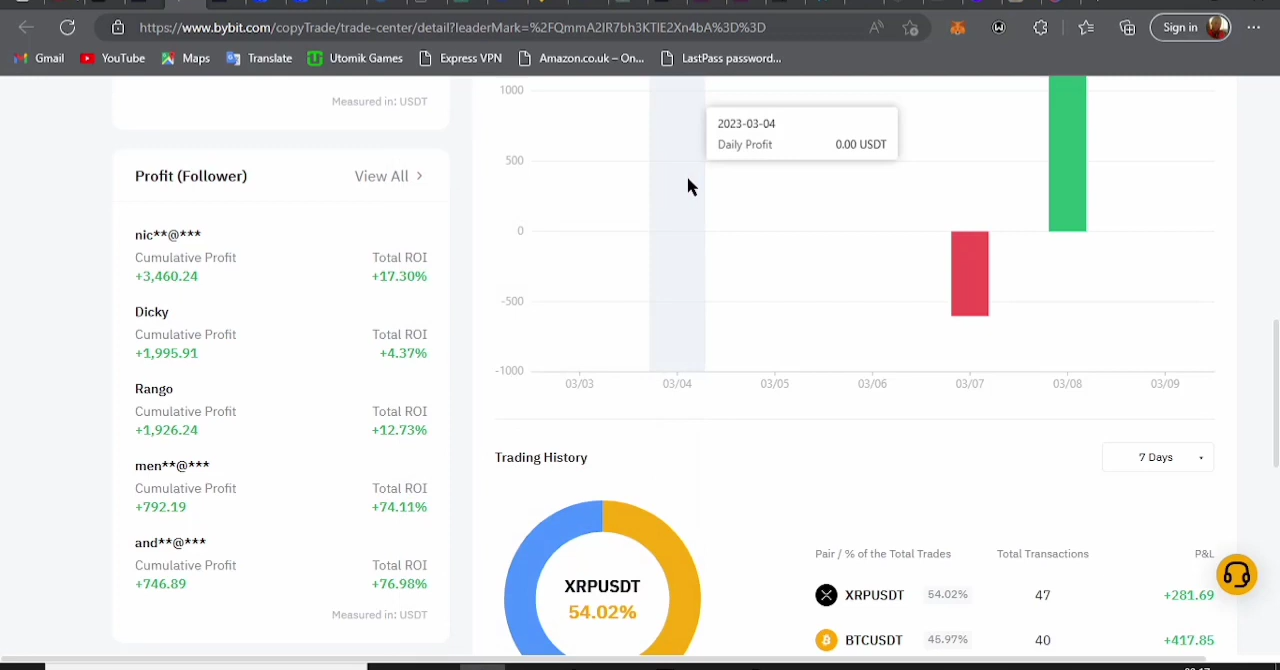 https://www.bybit.com/copyTrade/trade-center/detail?leaderMark=%2FQmmA2IR7bh3KTlE2Xn4bA%3D%3D
Sign in
Gmail
YouTube
Maps
Translate
Utomik Games
Express VPN
Amazon.co.uk – On...
LastPass password...
Measured in: USDT
Profit (Follower)
View All >
nic**@***
Cumulative Profit Total ROI
+3,460.24 +17.30%
Dicky
Cumulative Profit Total ROI
+1,995.91 +4.37%
Rango
Cumulative Profit Total ROI
+1,926.24 +12.73%
men**@***
Cumulative Profit Total ROI
+792.19 +74.11%
and**@***
Cumulative Profit Total ROI
+746.89 +76.98%
Measured in: USDT
1000
500
0
-500
-1000
2023-03-04
Daily Profit 0.00 USDT
03/03 03/04 03/05 03/06 03/07 03/08 03/09
Trading History
7 Days
XRPUSDT
54.02%
Pair / % of the Total Trades Total Transactions P&L
XRPUSDT 54.02% 47 +281.69
BTCUSDT 45.97% 40 +417.85